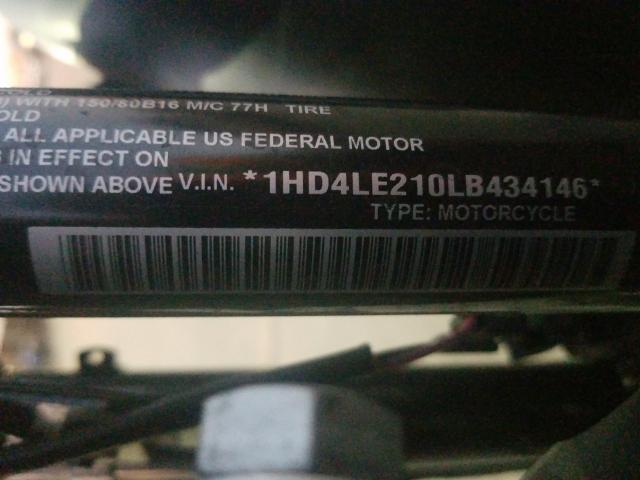 COLD
WITH 150/80B16 M/C 77H TIRE
OLD
ALL APPLICABLE US FEDERAL MOTOR
IN EFFECT ON
SHOWN ABOVE V.I.N. *1HD4LE210LB434146*
TYPE: MOTORCYCLE